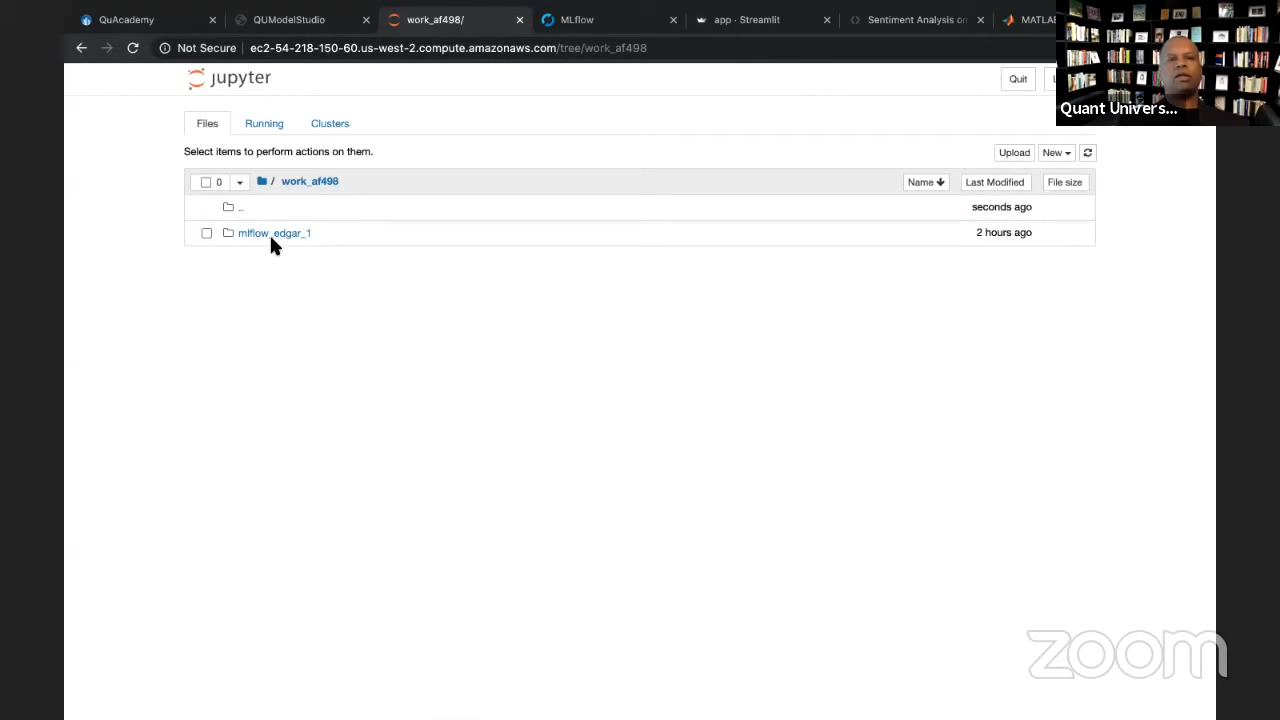 QuAcademy
QUModelStudio
work_af498/
MLflow
app · Streamlit
Sentiment Analysis on
MATLAB
Not Secure
ec2-54-218-150-60.us-west-2.compute.amazonaws.com/tree/work_af498
jupyter
Quit
L
Quant Univers...
Files
Running
Clusters
Select items to perform actions on them.
Upload
New
0
/ work_af498
Name
Last Modified
File size
..
seconds ago
mlflow_edgar_1
2 hours ago
zoom